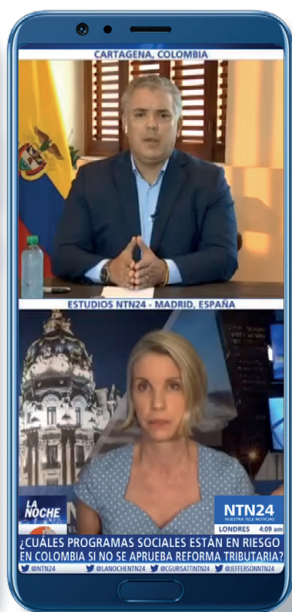 CARTAGENA, COLOMBIA
ESTUDIOS NTN24 - MADRID, ESPAÑA
LA
NOCHE
NTN24
NUESTRA TELE NOTICIAS
LONDRES 4:09 am
¿CUÁLES PROGRAMAS SOCIALES ESTÁN EN RIESGO
EN COLOMBIA SI NO SE APRUEBA REFORMA TRIBUTARIA?
@NTN24 @LANOCHENTN24 @CGURISATTNTN24 @JEFFERSONNTN24